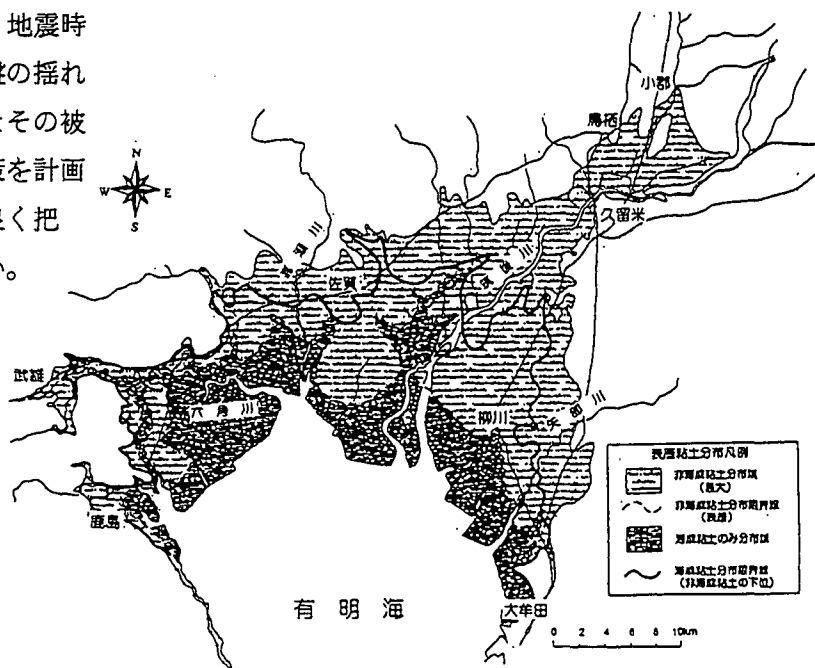 地震時
の揺れ
その被
を計画
く把
。
小郡
鳥栖
久留米
N
W E
S
佐賀
武雄
六角川
柳川
矢部川
鹿島
有明海
大牟田
表層粘土分布凡例
非海成粘土分布域
(最大)
非海成粘土分布限界線
海成粘土のみ分布域
海成粘土分布限界線
(非海成粘土の下位)
0 2 4 6 8 10km